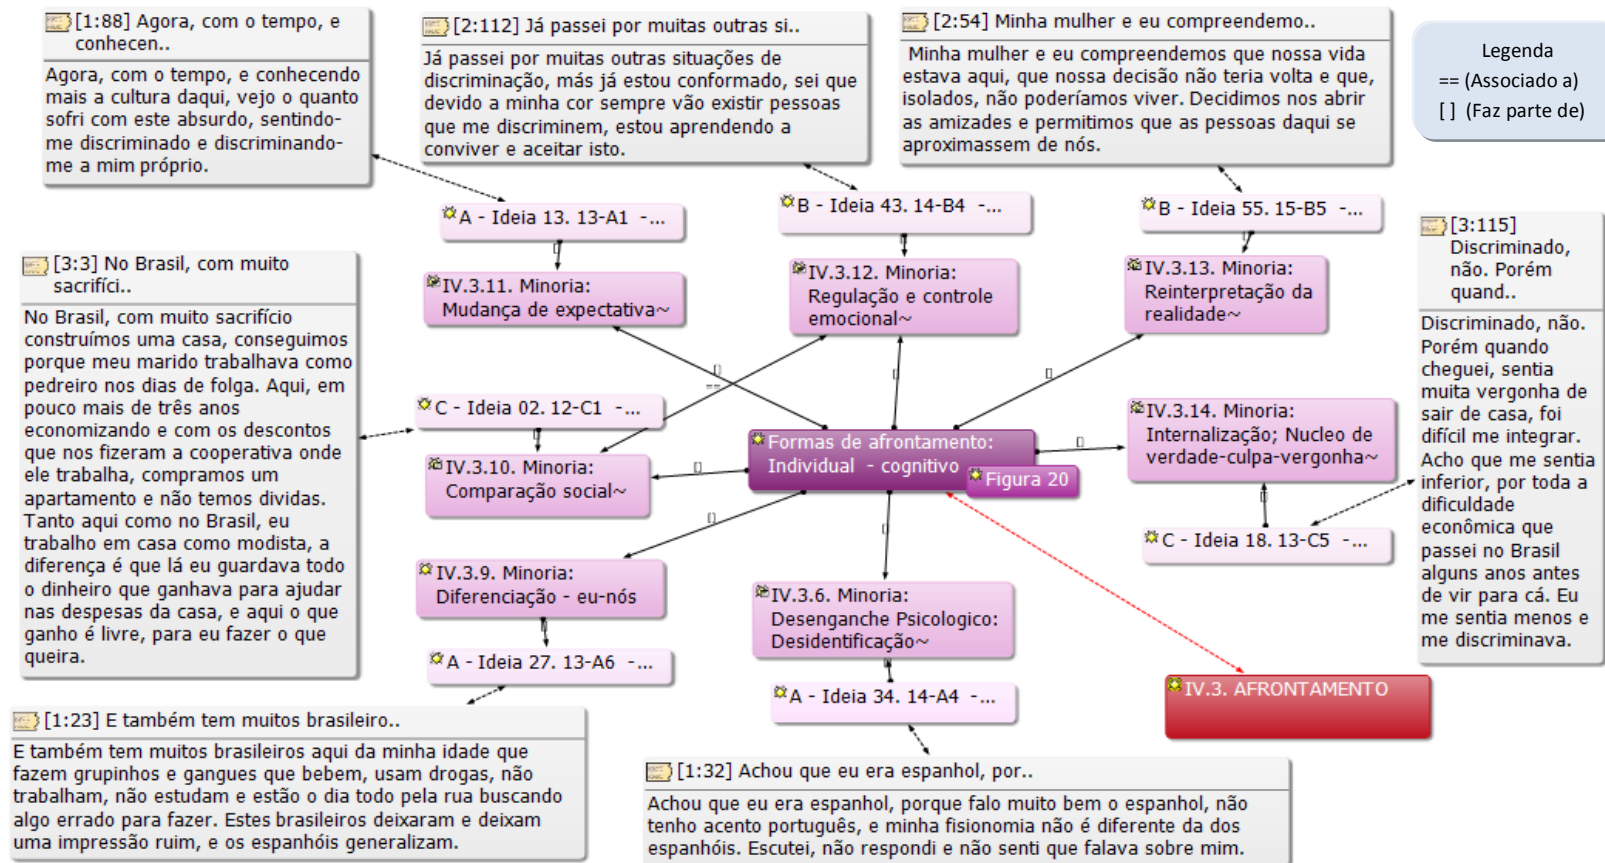 [1:88] Agora, com o tempo, e
conhecen..
Agora, com o tempo, e conhecendo
mais a cultura daqui, vejo o quanto
sofri com este absurdo, sentindo-
me discriminado e discriminando-
me a mim próprio.
[2:112] Já passei por muitas outras si..
Já passei por muitas outras situações de
discriminação, más já estou conformado, sei que
devido a minha cor sempre vão existir pessoas
que me discriminem, estou aprendendo a
conviver e aceitar isto.
[2:54] Minha mulher e eu compreendemo..
Minha mulher e eu compreendemos que nossa vida
estava aqui, que nossa decisão não teria volta e que,
isolados, não poderíamos viver. Decidimos nos abrir
as amizades e permitimos que as pessoas daqui se
aproximassem de nós.
Legenda
== (Associado a)
[ ] (Faz parte de)
A - Ideia 13. 13-A1 -...
B - Ideia 43. 14-B4 -...
B - Ideia 55. 15-B5 -...
[]
[]
[]
IV.3.11. Minoria:
Mudança de expectativa~
IV.3.12. Minoria:
Regulação e controle
emocional~
IV.3.13. Minoria:
Reinterpretação da
realidade~
[3:115]
Discriminado,
não. Porém
quand..
Discriminado, não.
Porém quando
cheguei, sentia
muita vergonha de
sair de casa, foi
difícil me integrar.
Acho que me sentia
inferior, por toda a
dificuldade
econômica que
passei no Brasil
alguns anos antes
de vir para cá. Eu
me sentia menos e
me discriminava.
[3:3] No Brasil, com muito
sacrifíci..
No Brasil, com muito sacrifício
construímos uma casa, conseguimos
porque meu marido trabalhava como
pedreiro nos dias de folga. Aqui, em
pouco mais de três anos
economizando e com os descontos
que nos fizeram a cooperativa onde
ele trabalha, compramos um
apartamento e não temos dividas.
Tanto aqui como no Brasil, eu
trabalho em casa como modista, a
diferença é que lá eu guardava todo
o dinheiro que ganhava para ajudar
nas despesas da casa, e aqui o que
ganho é livre, para eu fazer o que
queira.
[]
==
[]
[]
C - Ideia 02. 12-C1 -...
[]
IV.3.10. Minoria:
Comparação social~
[]
Formas de afrontamento:
Individual - cognitivo
Figura 20
[]
IV.3.14. Minoria:
Internalização; Nucleo de
verdade-culpa-vergonha~
[]
C - Ideia 18. 13-C5 -...
[]
[]
IV.3.9. Minoria:
Diferenciação - eu-nós
[]
A - Ideia 27. 13-A6 -...
IV.3.6. Minoria:
Desenganche Psicologico:
Desidentificação~
[]
A - Ideia 34. 14-A4 -...
IV.3. AFRONTAMENTO
[1:23] E também tem muitos brasileiro..
E também tem muitos brasileiros aqui da minha idade que
fazem grupinhos e gangues que bebem, usam drogas, não
trabalham, não estudam e estão o dia todo pela rua buscando
algo errado para fazer. Estes brasileiros deixaram e deixam
uma impressão ruim, e os espanhóis generalizam.
[1:32] Achou que eu era espanhol, por..
Achou que eu era espanhol, porque falo muito bem o espanhol, não
tenho acento português, e minha fisionomia não é diferente da dos
espanhóis. Escutei, não respondi e não senti que falava sobre mim.